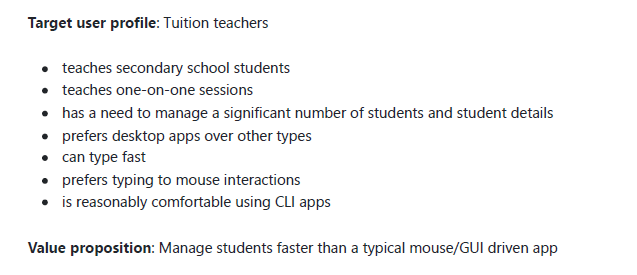 Target user profile: Tuition teachers
• teaches secondary school students
• teaches one-on-one sessions
• has a need to manage a significant number of students and student details
• prefers desktop apps over other types
• can type fast
• prefers typing to mouse interactions
• is reasonably comfortable using CLI apps
Value proposition: Manage students faster than a typical mouse/GUI driven app